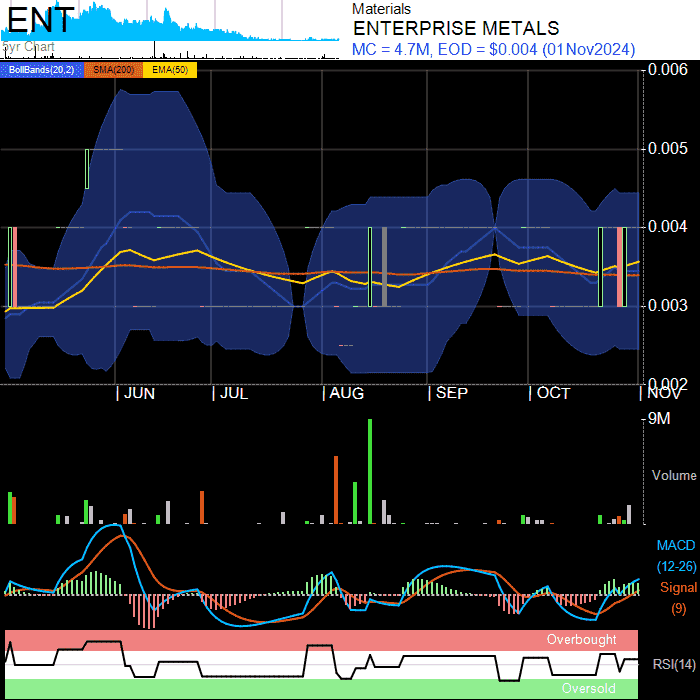 ENT
5yr Chart
Materials
ENTERPRISE METALS
MC = 4.7M, EOD = $0.004 (01Nov2024)
BollBands(20,2) SMA(200) EMA(50)
0.006
0.005
0.004
0.003
0.002
JUN JUL AUG SEP OCT NOV
9M
Volume
MACD
(12-26)
Signal
(9)
Overbought
RSI(14)
Oversold